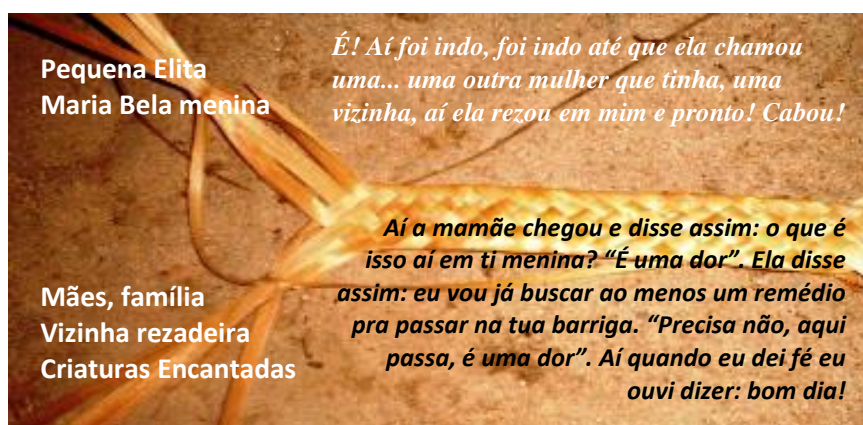 Pequena Elita
Maria Bela menina
É! Aí foi indo, foi indo até que ela chamou
uma... uma outra mulher que tinha, uma
vizinha, aí ela rezou em mim e pronto! Cabou!
Aí a mamãe chegou e disse assim: o que é
isso aí em ti menina? “É uma dor”. Ela disse
assim: eu vou já buscar ao menos um remédio
pra passar na tua barriga. “Precisa não, aqui
passa, é uma dor”. Aí quando eu dei fé eu
ouvi dizer: bom dia!
Mães, família
Vizinha rezadeira
Criaturas Encantadas